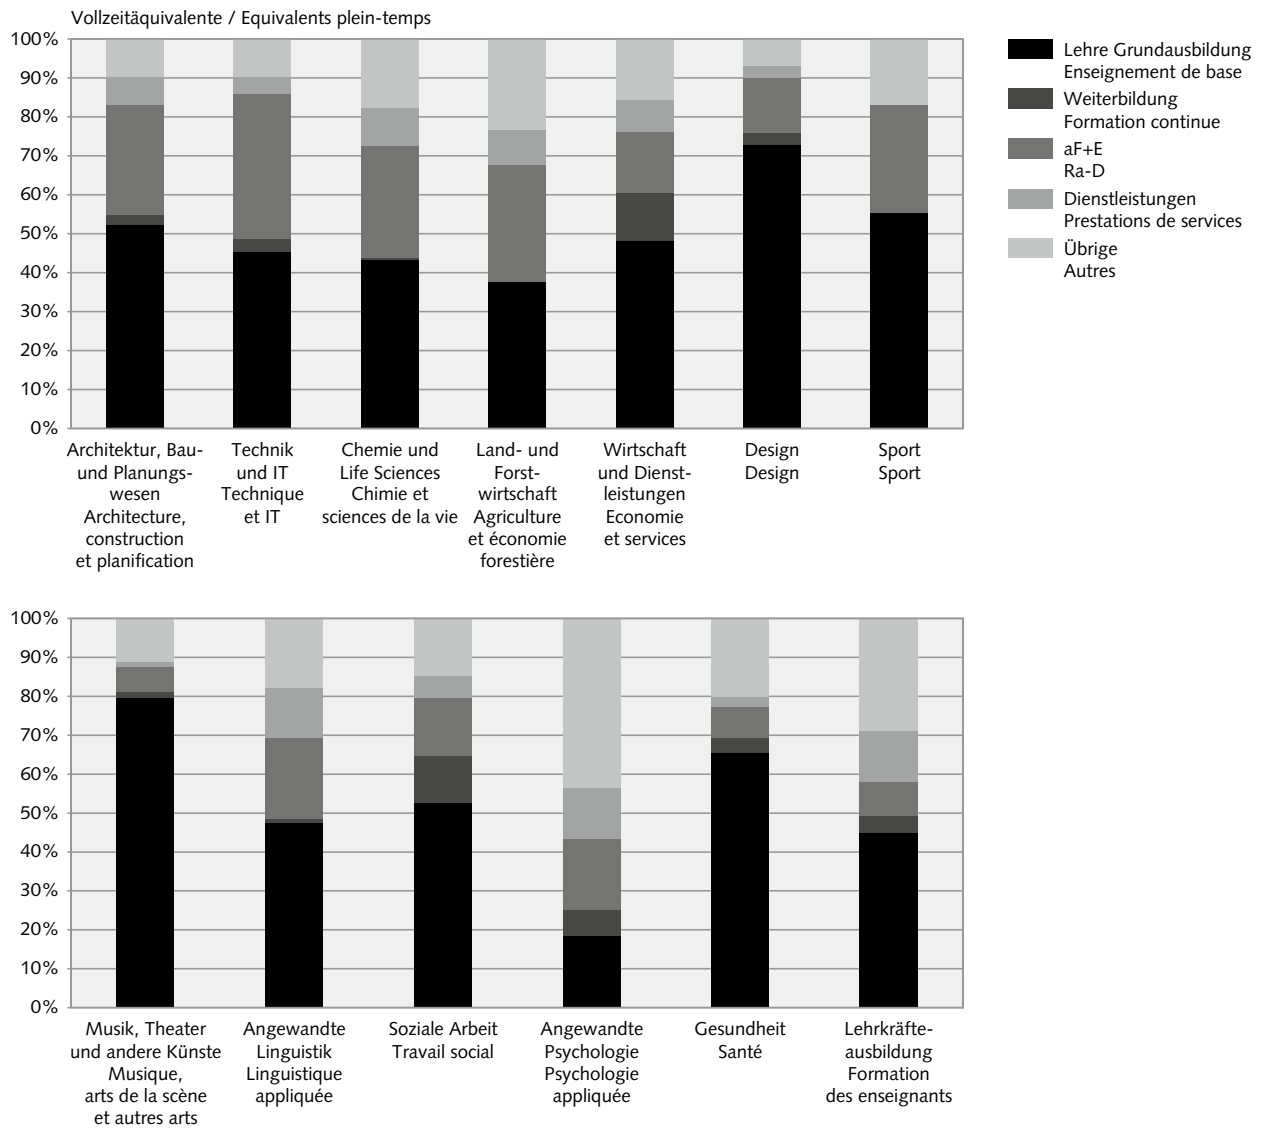 Vollzeitäquivalente / Equivalents plein-temps
100%
90%
80%
70%
60%
50%
40%
30%
20%
10%
0%
Architektur, Bau-
und Planungs-
wesen
Architecture,
construction
et planification
Technik
und IT
Technique
et IT
Chemie und
Life Sciences
Chimie et
sciences de la vie
Land- und
Forst-
wirtschaft
Agriculture
et économie
forestière
Wirtschaft
und Dienst-
leistungen
Economie
et services
Design
Design
Sport
Sport
Lehre Grundausbildung
Enseignement de base
Weiterbildung
Formation continue
aF+E
Ra-D
Dienstleistungen
Prestations de services
Übrige
Autres
100%
90%
80%
70%
60%
50%
40%
30%
20%
10%
0%
Musik, Theater
und andere Künste
Musique,
arts de la scène
et autres arts
Angewandte
Linguistik
Linguistique
appliquée
Soziale Arbeit
Travail social
Angewandte
Psychologie
Psychologie
appliquée
Gesundheit
Santé
Lehrkräfte-
ausbildung
Formation
des enseignants